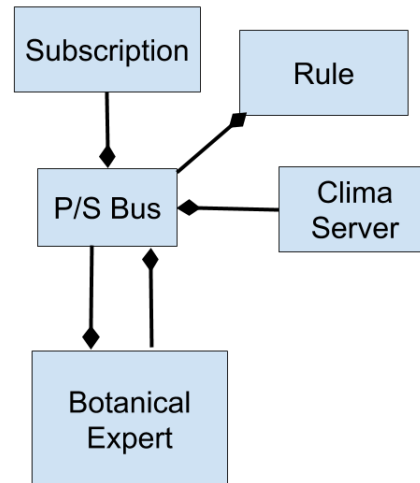 Subscription
Rule
P/S Bus
Clima
Server
Botanical
Expert